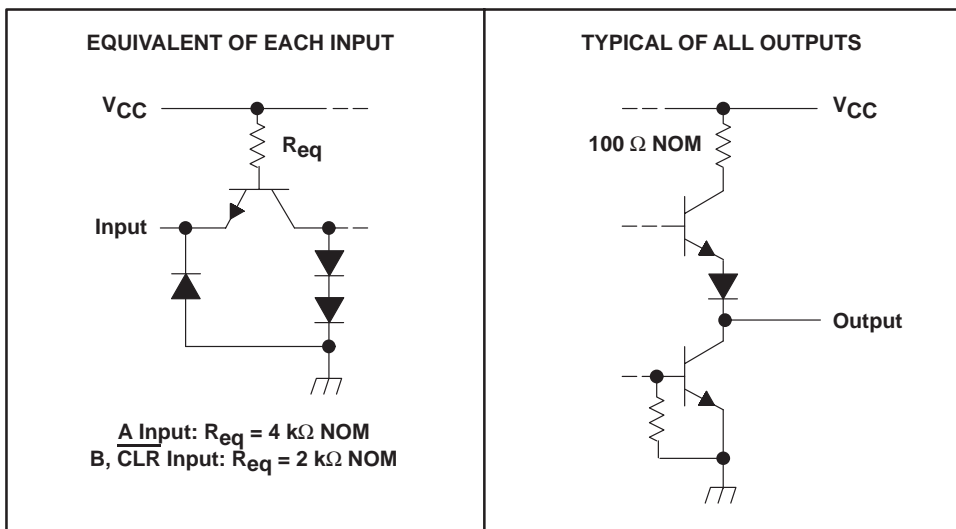 EQUIVALENT OF EACH INPUT
VCC
Req
Input
A Input: Req = 4 kΩ NOM
B, CLR Input: Req = 2 kΩ NOM
TYPICAL OF ALL OUTPUTS
VCC
100 Ω NOM
Output